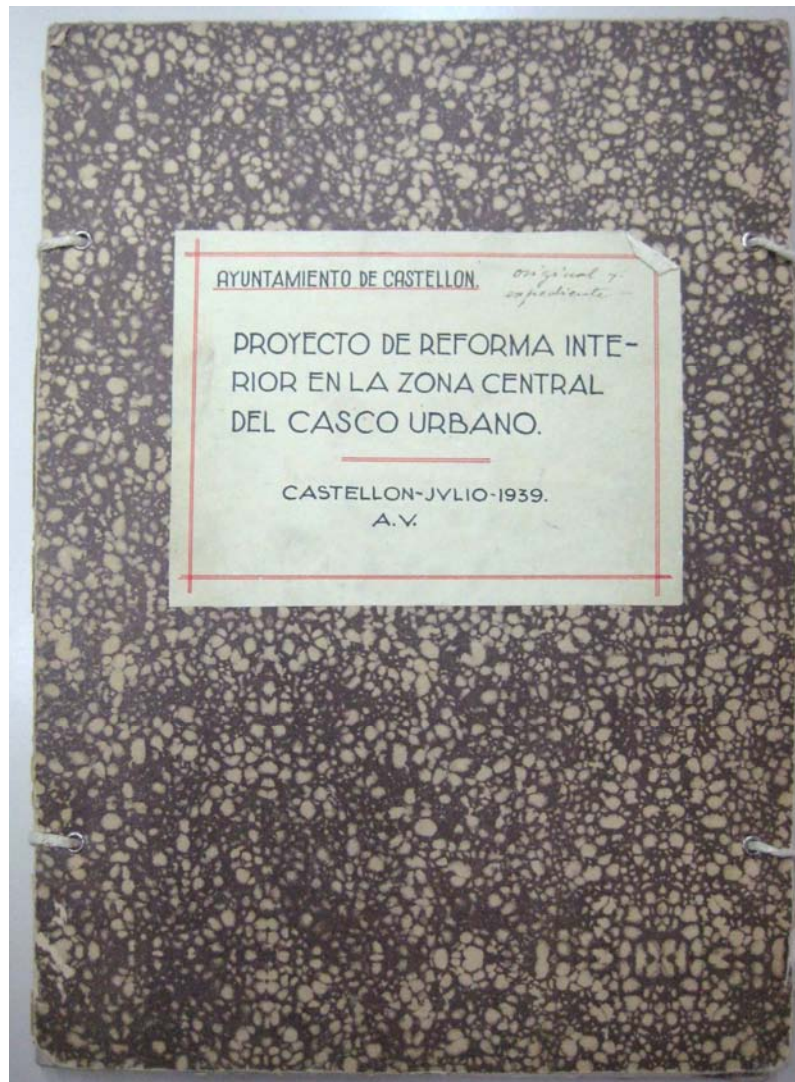 AYUNTAMIENTO DE CASTELLON.
original y
expediente
PROYECTO DE REFORMA INTE-
RIOR EN LA ZONA CENTRAL
DEL CASCO URBANO.
CASTELLON-JVLIO-1939.
A.V.